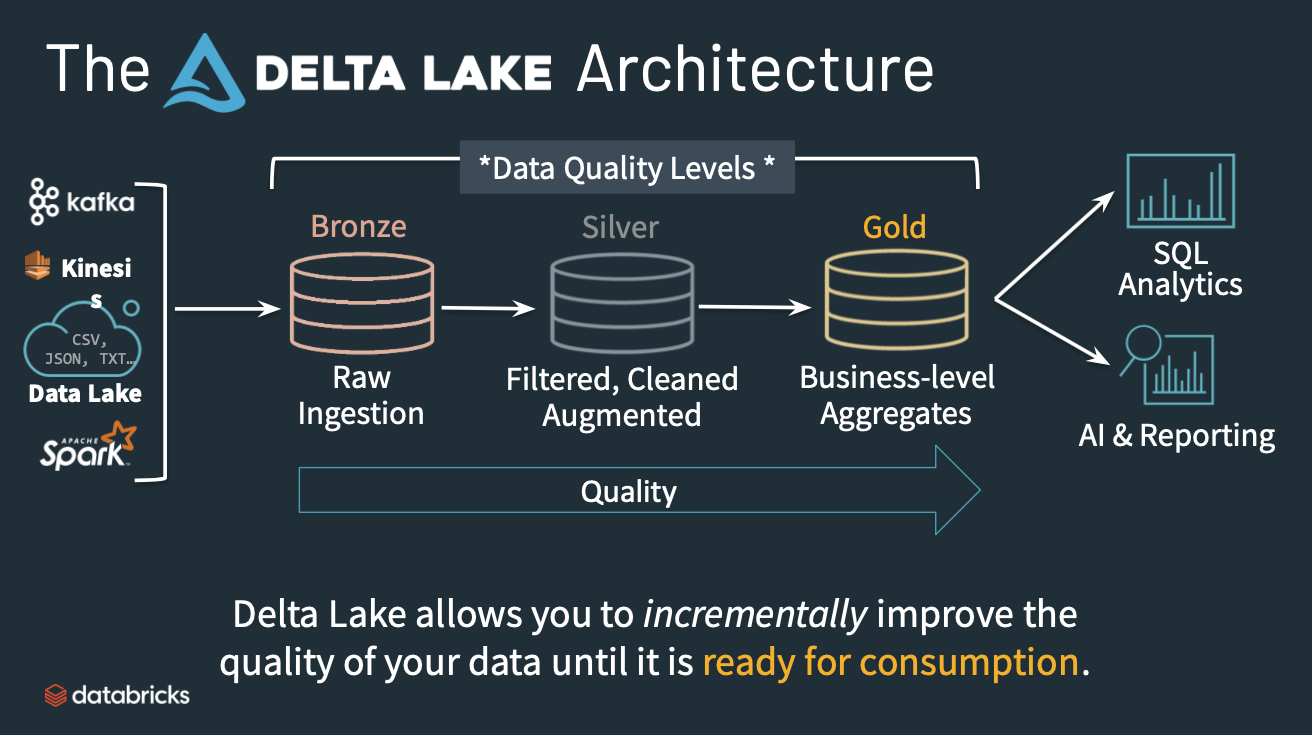 The DELTA LAKE Architecture
*Data Quality Levels *
kafka
Kinesi
s
CSV,
JSON, TXT...
Data Lake
APACHE
Spark™
Bronze
Raw
Ingestion
Silver
Filtered, Cleaned
Augmented
Gold
Business-level
Aggregates
SQL
Analytics
AI & Reporting
Quality
Delta Lake allows you to incrementally improve the
quality of your data until it is ready for consumption.
databricks